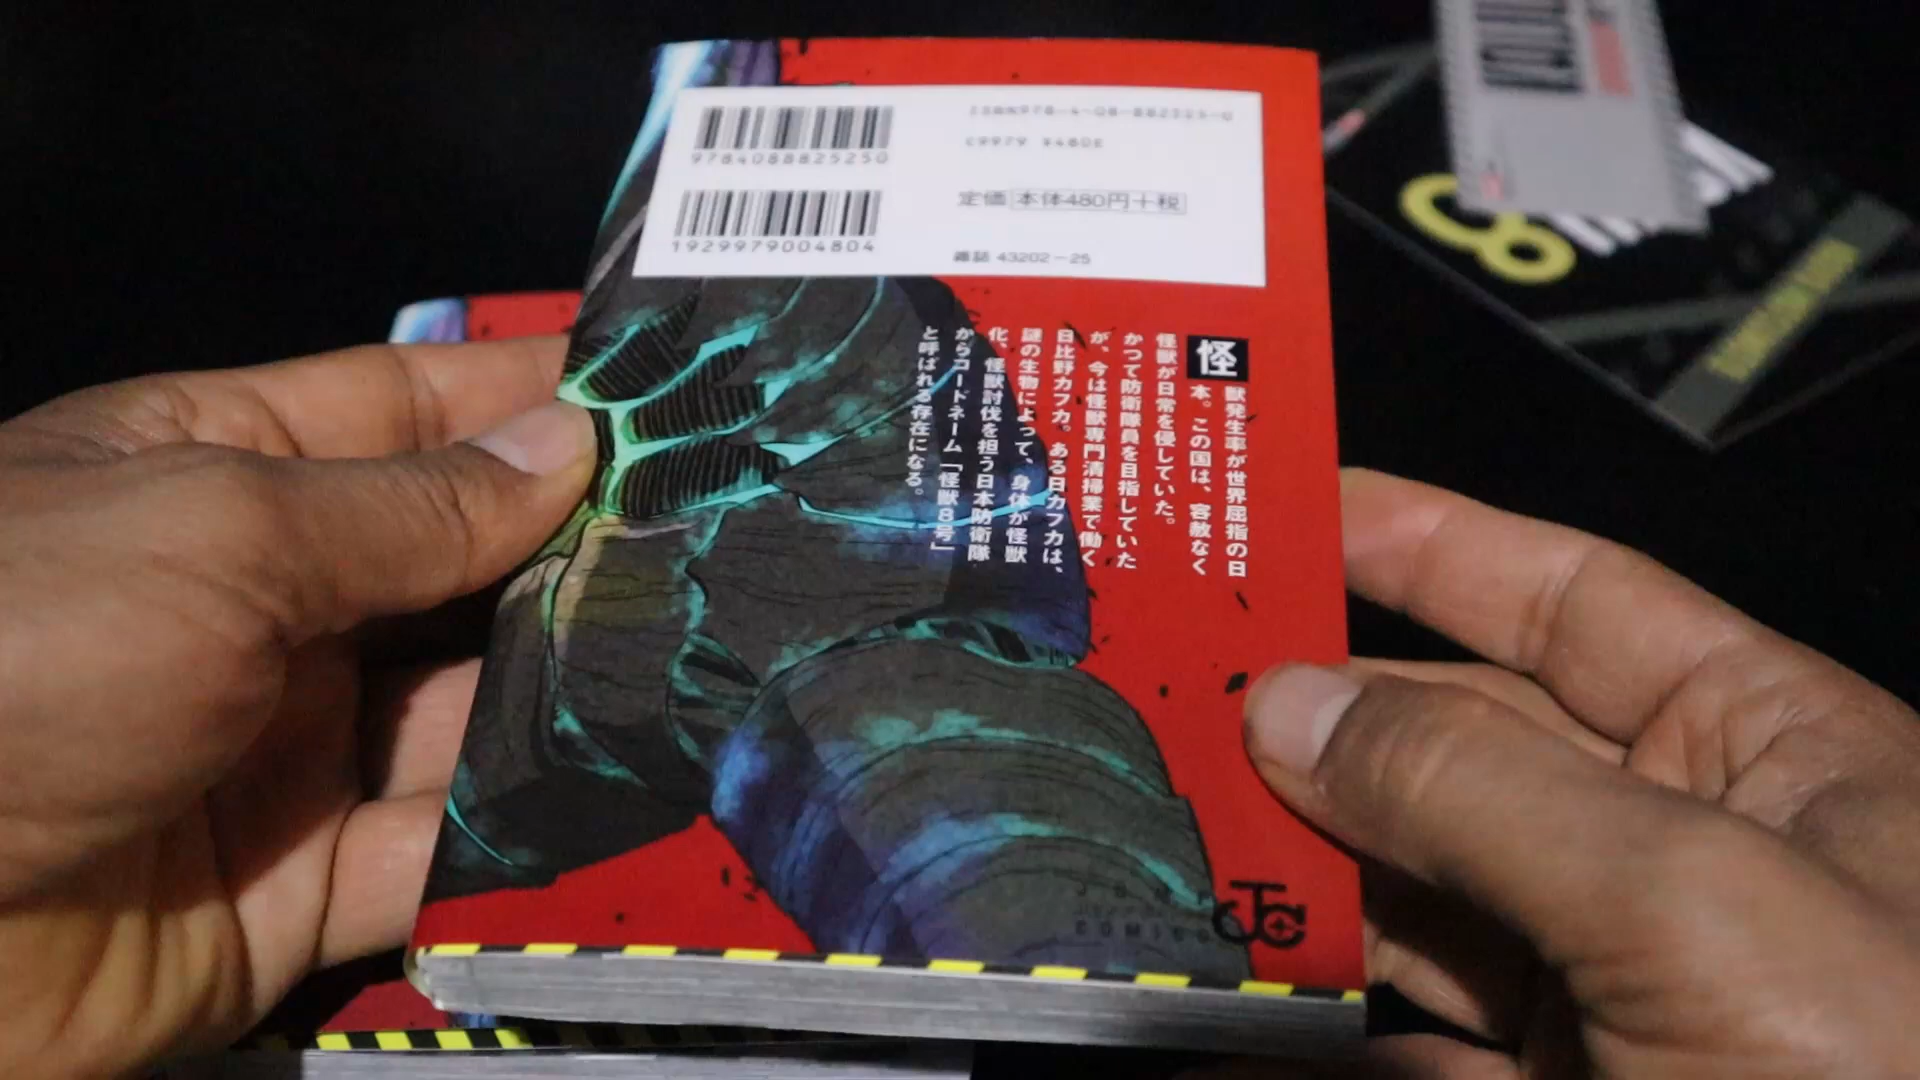 9784088825250
1929979004804
C9979 ¥480E
定価 本体480円+税
雑誌 43202-25
怪獣発生率が世界屈指の日
本。この国は、容赦なく
怪獣が日常を侵していた。
かつて防衛隊員を目指していた
が、今は怪獣専門清掃業で働く
日比野カフカ。ある日カフカは、
謎の生物によって、身体が怪獣
化、怪獣討伐を担う日本防衛隊
からコードネーム「怪獣8号」
と呼ばれる存在になる。
COMICS
JC
8